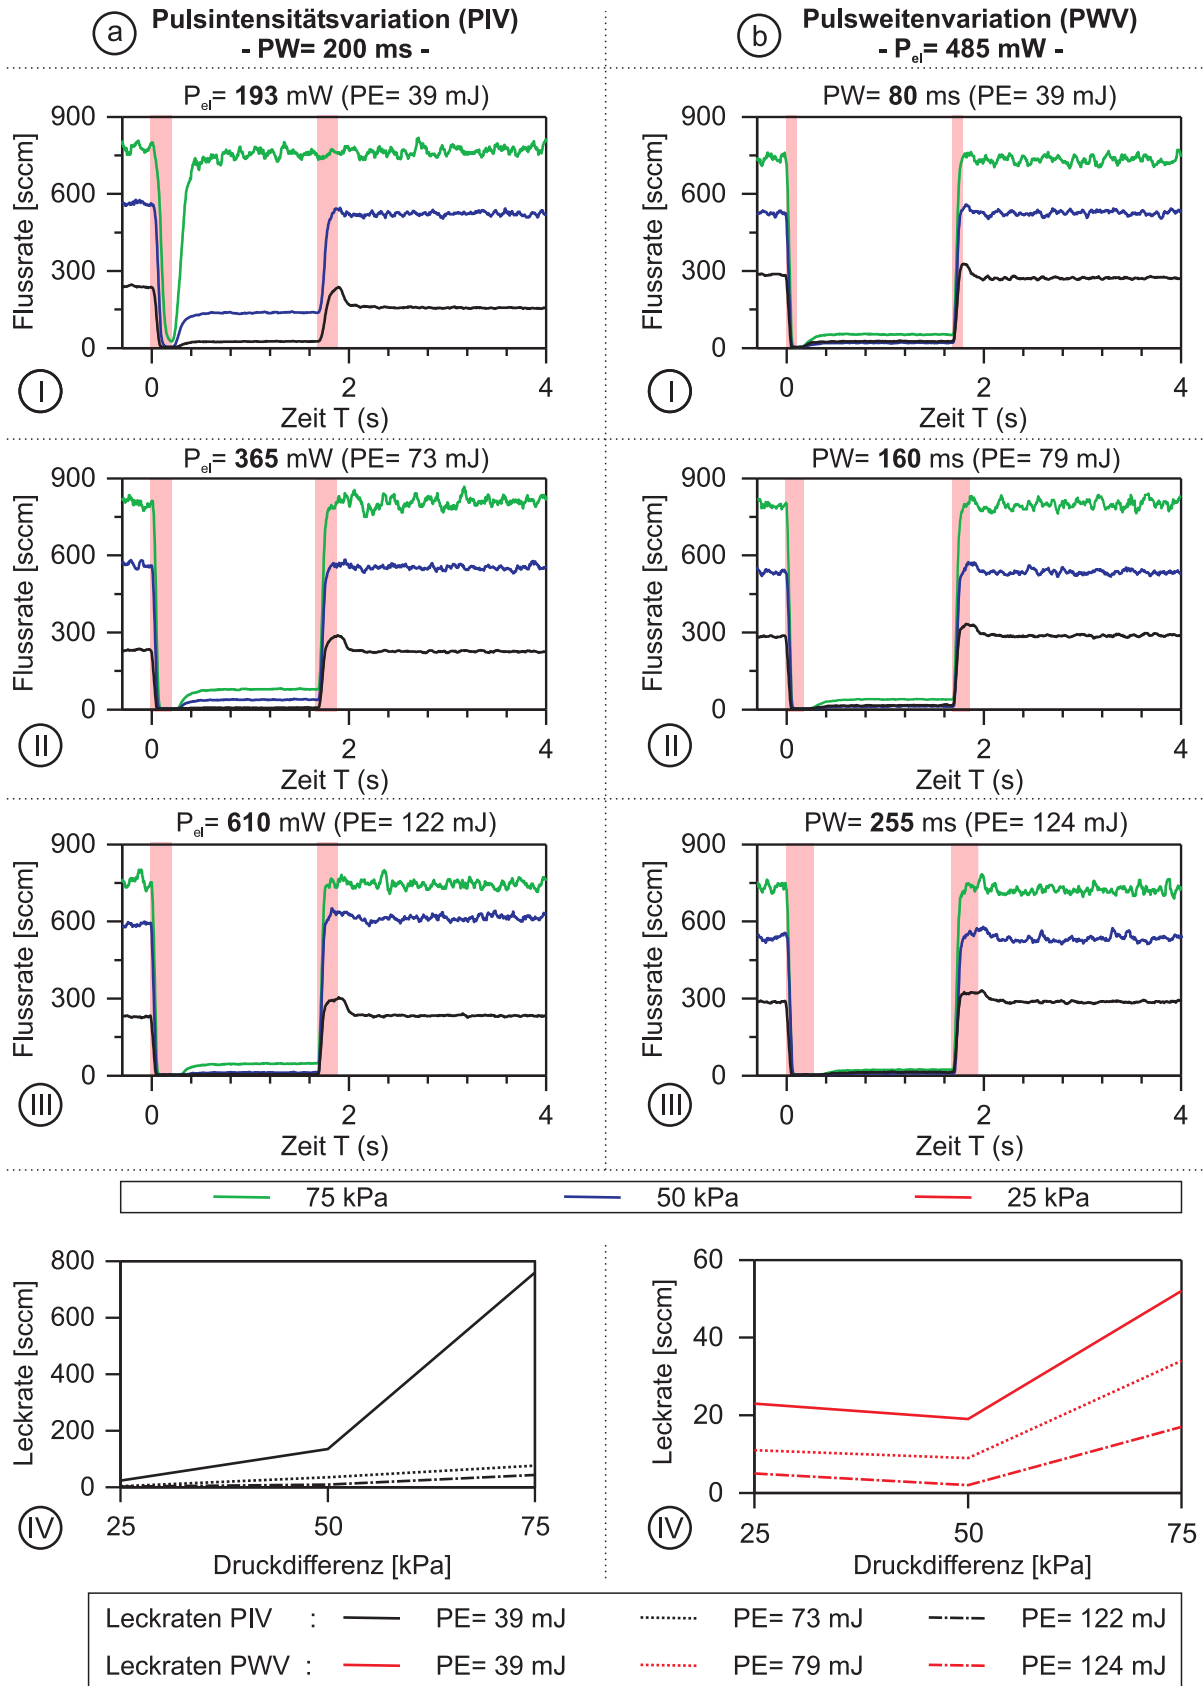 a Pulsintensitätsvariation (PIV)
- PW= 200 ms -
b Pulsweitenvariation (PWV)
- Pel= 485 mW -
Pel= 193 mW (PE= 39 mJ)
Flussrate [sccm]
900
600
300
0
0 2 4
Zeit T (s)
I
PW= 80 ms (PE= 39 mJ)
Flussrate [sccm]
900
600
300
0
0 2 4
Zeit T (s)
I
Pel= 365 mW (PE= 73 mJ)
Flussrate [sccm]
900
600
300
0
0 2 4
Zeit T (s)
II
PW= 160 ms (PE= 79 mJ)
Flussrate [sccm]
900
600
300
0
0 2 4
Zeit T (s)
II
Pel= 610 mW (PE= 122 mJ)
Flussrate [sccm]
900
600
300
0
0 2 4
Zeit T (s)
III
PW= 255 ms (PE= 124 mJ)
Flussrate [sccm]
900
600
300
0
0 2 4
Zeit T (s)
III
75 kPa 50 kPa 25 kPa
Leckrate [sccm]
800
600
400
200
0
25 50 75
Druckdifferenz [kPa]
IV
Leckrate [sccm]
60
40
20
0
25 50 75
Druckdifferenz [kPa]
IV
Leckraten PIV : PE= 39 mJ PE= 73 mJ PE= 122 mJ
Leckraten PWV : PE= 39 mJ PE= 79 mJ PE= 124 mJ